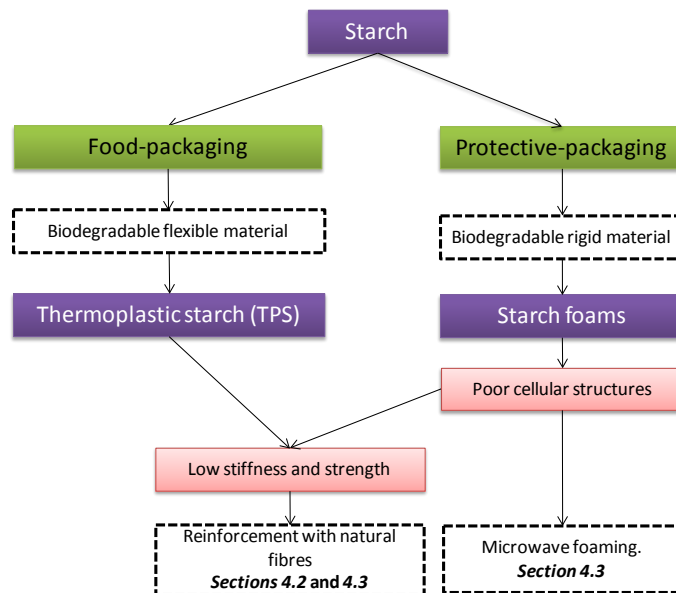 Starch
Food-packaging
Protective-packaging
Biodegradable flexible material
Biodegradable rigid material
Thermoplastic starch (TPS)
Starch foams
Poor cellular structures
Low stiffness and strength
Reinforcement with natural
fibres
Sections 4.2 and 4.3
Microwave foaming.
Section 4.3